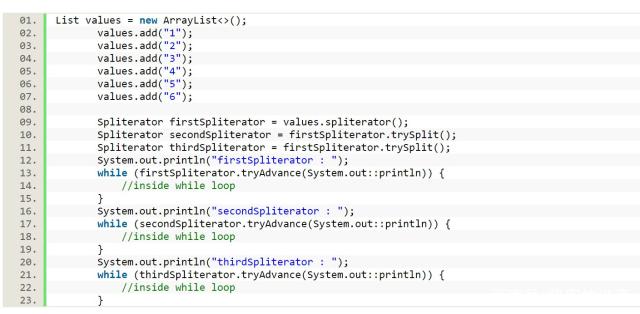 01. List values = new ArrayList<>();
02. values.add("1");
03. values.add("2");
04. values.add("3");
05. values.add("4");
06. values.add("5");
07. values.add("6");
08.
09. Spliterator firstSpliterator = values.spliterator();
10. Spliterator secondSpliterator = firstSpliterator.trySplit();
11. Spliterator thirdSpliterator = firstSpliterator.trySplit();
12. System.out.println("firstSpliterator : ");
13. while (firstSpliterator.tryAdvance(System.out::println)) {
14. //inside while loop
15. }
16. System.out.println("secondSpliterator : ");
17. while (secondSpliterator.tryAdvance(System.out::println)) {
18. //inside while loop
19. }
20. System.out.println("thirdSpliterator : ");
21. while (thirdSpliterator.tryAdvance(System.out::println)) {
22. //inside while loop
23. }